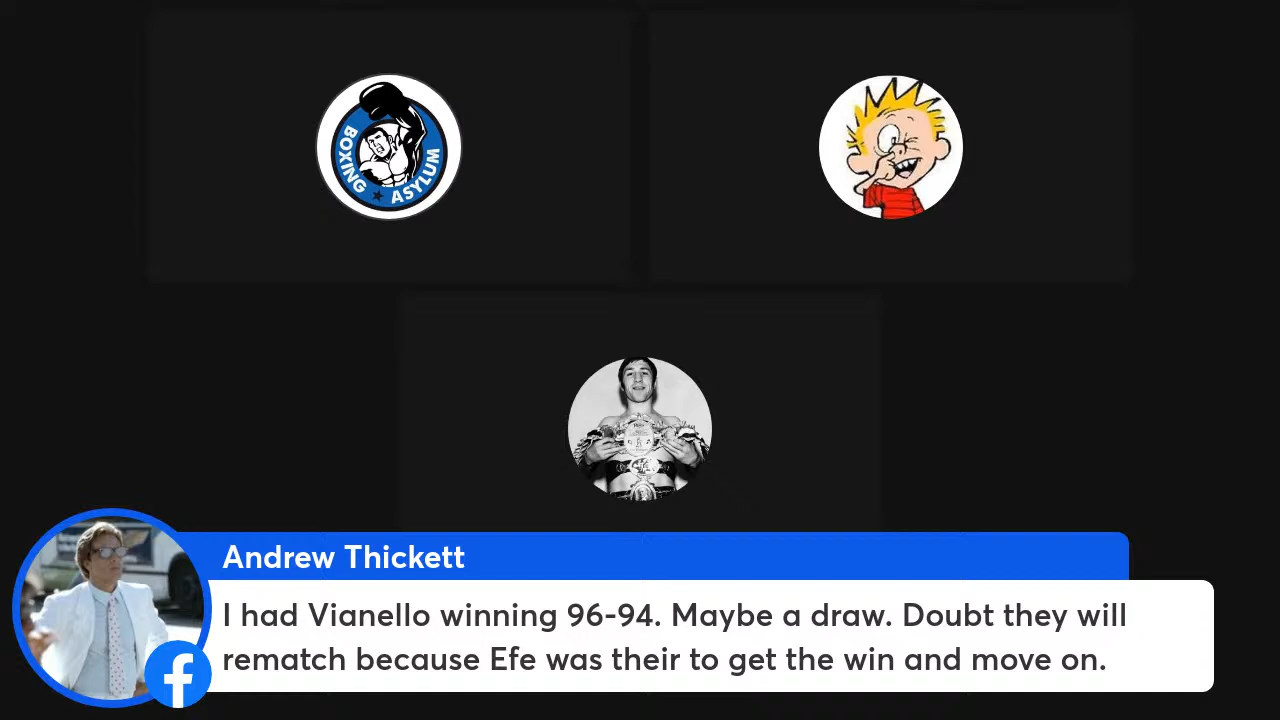 BOXING ASYLUM
Andrew Thickett
I had Vianello winning 96-94. Maybe a draw. Doubt they will
rematch because Efe was their to get the win and move on.